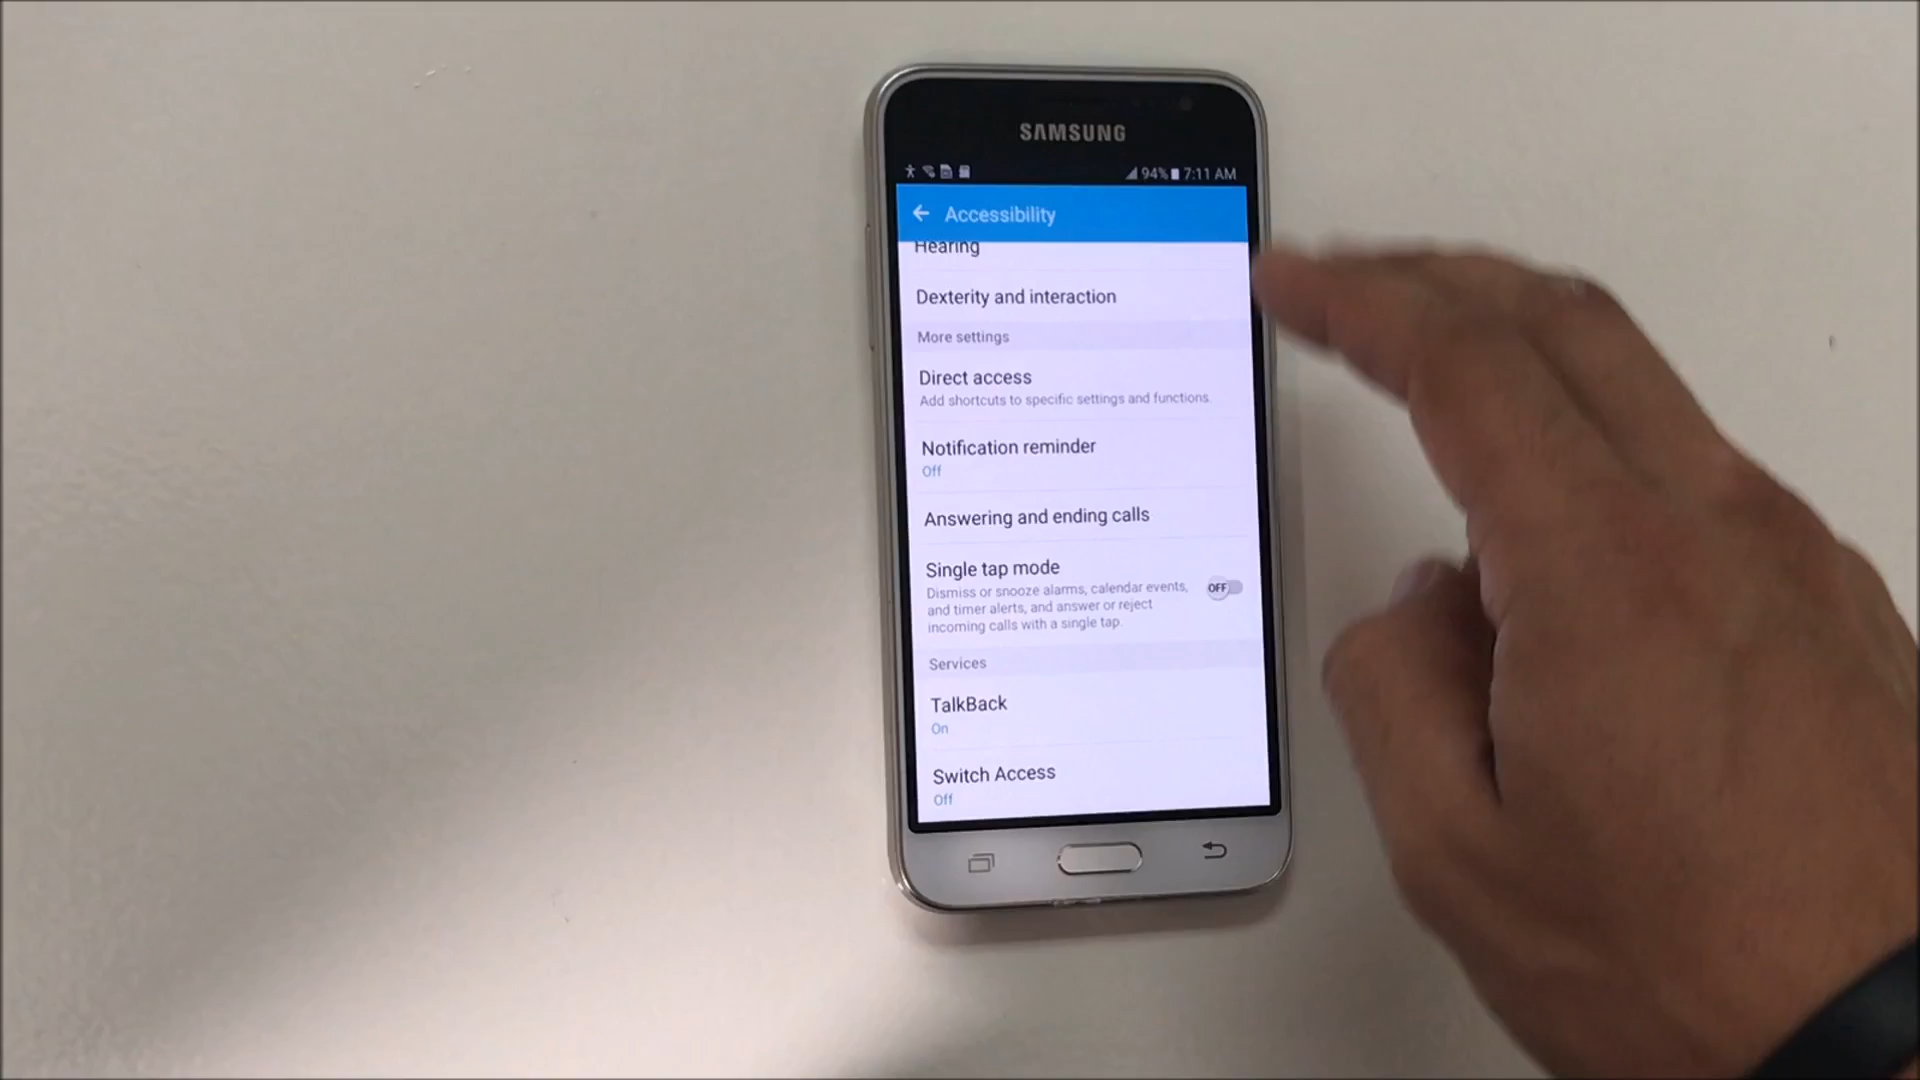 SAMSUNG
94% 7:11 AM
Accessibility
Hearing
Dexterity and interaction
More settings
Direct access
Add shortcuts to specific settings and functions.
Notification reminder
Off
Answering and ending calls
Single tap mode
Dismiss or snooze alarms, calendar events,
and timer alerts, and answer or reject
incoming calls with a single tap.
OFF
Services
TalkBack
On
Switch Access
Off